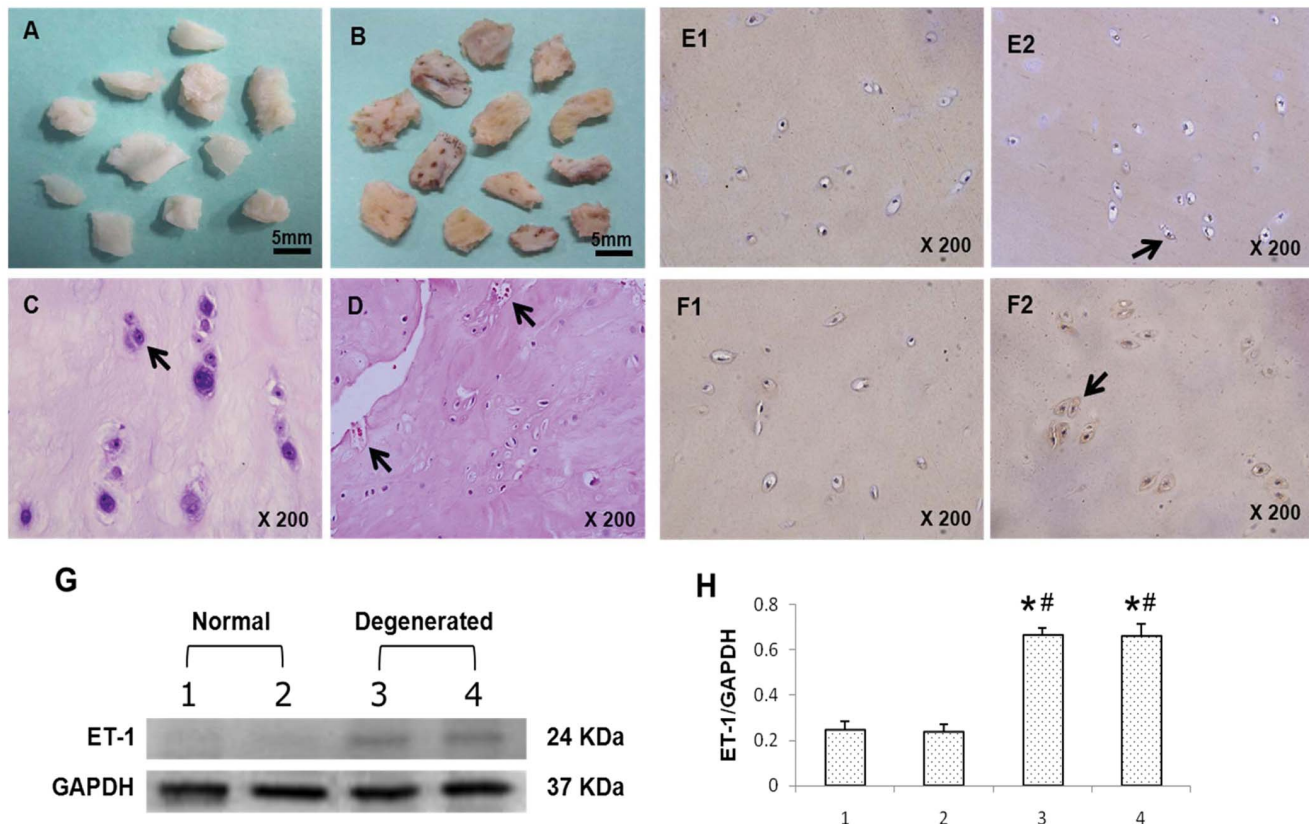 A
5mm
B
5mm
E1
X 200
E2
X 200
C
X 200
D
X 200
F1
X 200
F2
X 200
G
Normal Degenerated
1 2 3 4
ET-1 24 KDa
GAPDH 37 KDa
H
ET-1/GAPDH
0.8
0.6
0.4
0.2
0
*# *#
1 2 3 4